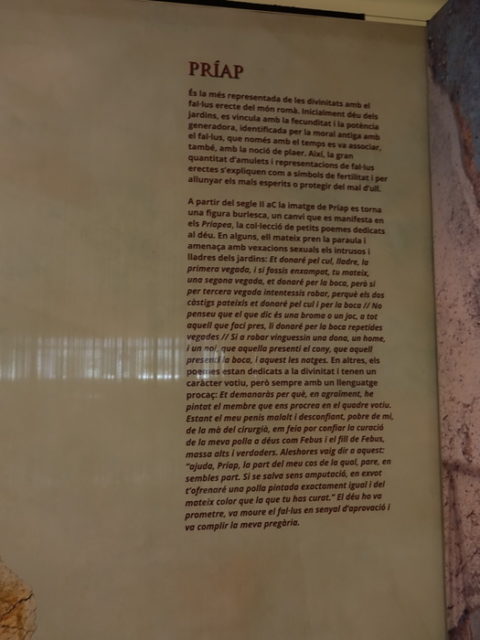 PRÍAP
És la més representada de les divinitats amb el
fal·lus erecte del món romà. Inicialment déu dels
jardins, es vincula amb la fecunditat i la potència
generadora, identificada per la moral antiga amb
el fal·lus, que només amb el temps es va associar,
també, amb la noció de plaer. Així, la gran
quantitat d'amulets i representacions de fal·lus
erectes s'expliquen com a símbols de fertilitat i per
allunyar els mals esperits o protegir del mal d'ull.
A partir del segle II aC la imatge de Príap es torna
una figura burlesca, un canvi que es manifesta en
els Priapea, la col·lecció de petits poemes dedicats
al déu. En alguns, ell mateix pren la paraula i
amenaça amb vexacions sexuals els intrusos i
lladres dels jardins: Et donaré pel cul, lladre, la
primera vegada, i si fossis enxampat, tu mateix,
una segona vegada, et donaré per la boca, però si
per tercera vegada intentessis robar, perquè els dos
càstigs pateixis et donaré pel cul i per la boca // No
penseu que el que dic és una broma o un joc, a tot
aquell que faci pres, li donaré per la boca repetides
vegades // Si a robar vinguessin una dona, un home,
i un noi, que aquella presenti el cony, que aquell
presenti la boca, i aquest les natges. En altres, els
poemes estan dedicats a la divinitat i tenen un
caràcter votiu, però sempre amb un llenguatge
procaç: Et demanaràs per què, en agraïment, he
pintat el membre que ens procrea en el quadre votiu.
Estant el meu penis malalt i desconfiant, pobre de mi,
de la mà del cirurgià, em feia por confiar la curació
de la meva polla a déus com Febus i el fill de Febus,
massa alts i verdaders. Aleshores vaig dir a aquest:
"ajuda, Príap, la part del meu cos de la qual, pare, en
sembles part. Si se salva sens amputació, en exvot
t'ofrenaré una polla pintada exactament igual i del
mateix color que la que tu has curat." El déu ho va
prometre, va moure el fal·lus en senyal d'aprovació i
va complir la meva pregària.